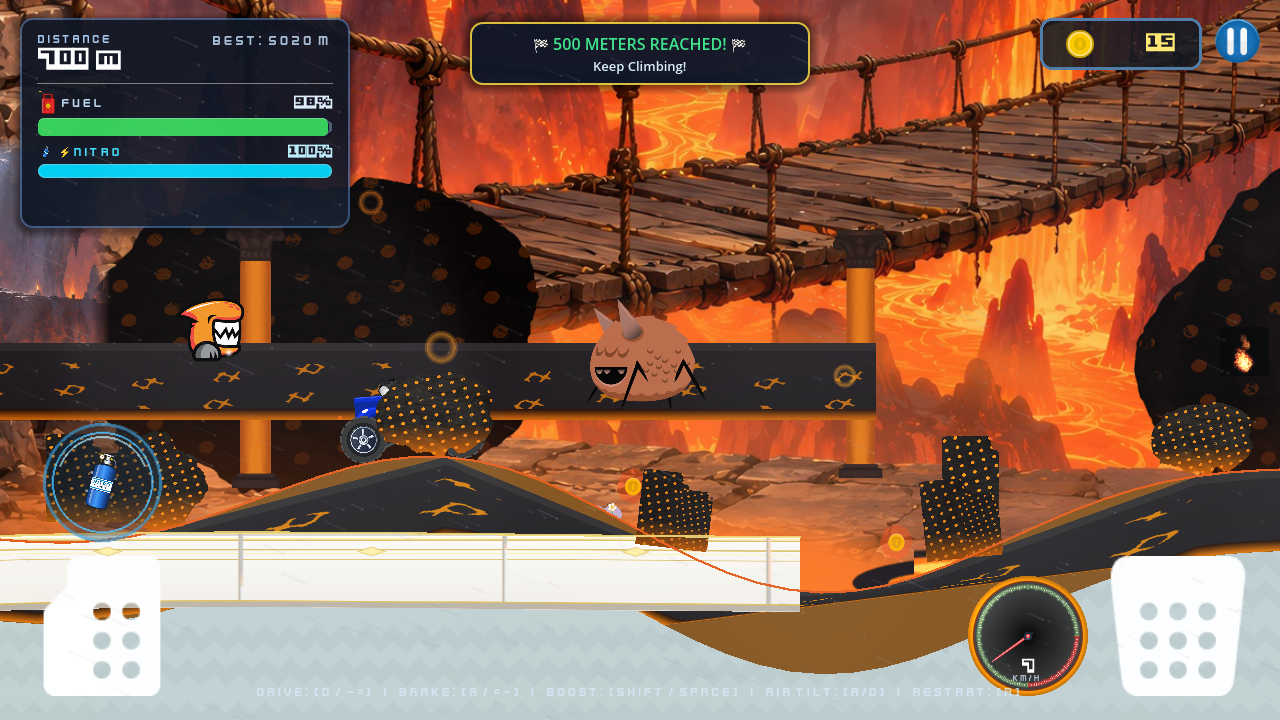 DISTANCE
BEST: 5020 M
700 m
FUEL
98%
NITRO
100%
500 METERS REACHED!
Keep Climbing!
15
7
KM/H
DRIVE: [D / ->] | BRAKE: [A / <-] | BOOST: [SHIFT / SPACE] | AIR TILT: [A/D] | RESTART: [R]